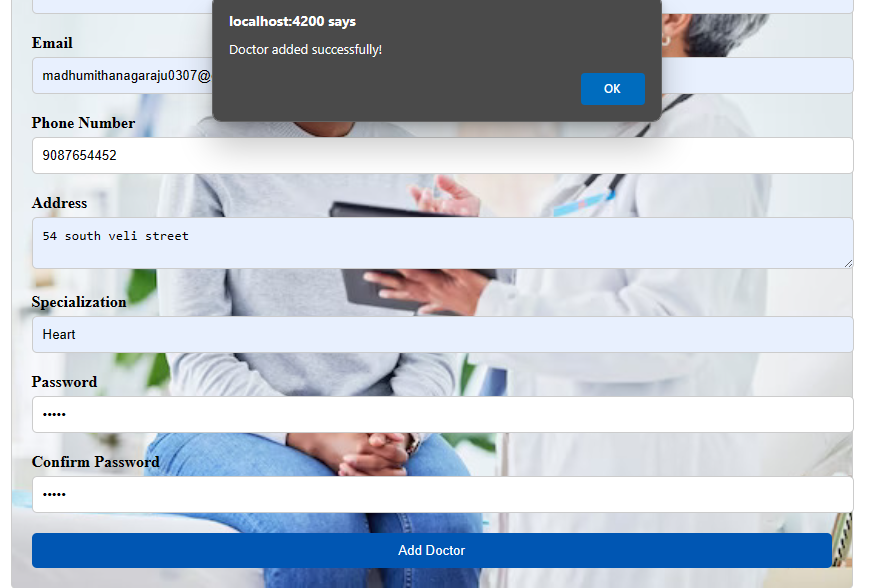 localhost:4200 says
Doctor added successfully!
OK
Email
madhumithanagaraju0307@
Phone Number
9087654452
Address
54 south veli street
Specialization
Heart
Password
•••••
Confirm Password
•••••
Add Doctor